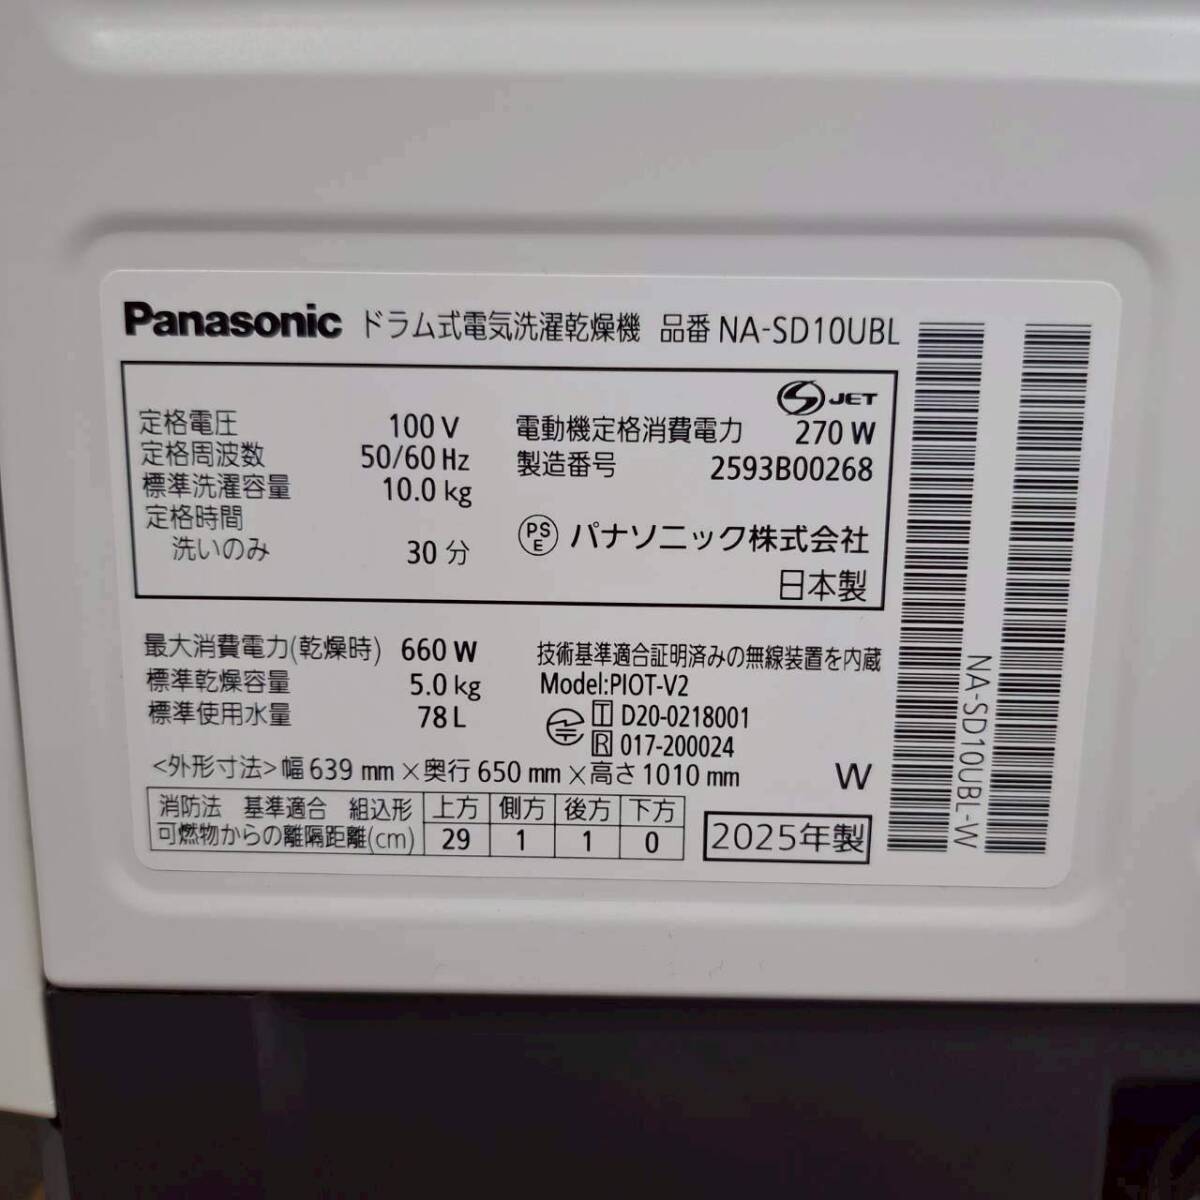 Panasonic ドラム式電気洗濯乾燥機 品番 NA-SD10UBL
S JET
定格電圧 100 V
定格周波数 50/60 Hz
標準洗濯容量 10.0 kg
定格時間
洗いのみ 30 分
電動機定格消費電力 270 W
製造番号 2593B00268
PSE パナソニック株式会社
日本製
最大消費電力(乾燥時) 660 W
標準乾燥容量 5.0 kg
標準使用水量 78 L
技術基準適合証明済みの無線装置を内蔵
Model:PIOT-V2
T D20-0218001
R 017-200024
<外形寸法>幅 639 mm×奥行 650 mm×高さ 1010 mm
W
消防法 基準適合 組込形 上方 側方 後方 下方
可燃物からの離隔距離(cm) 29 1 1 0
2025年製
NA-SD10UBL-W